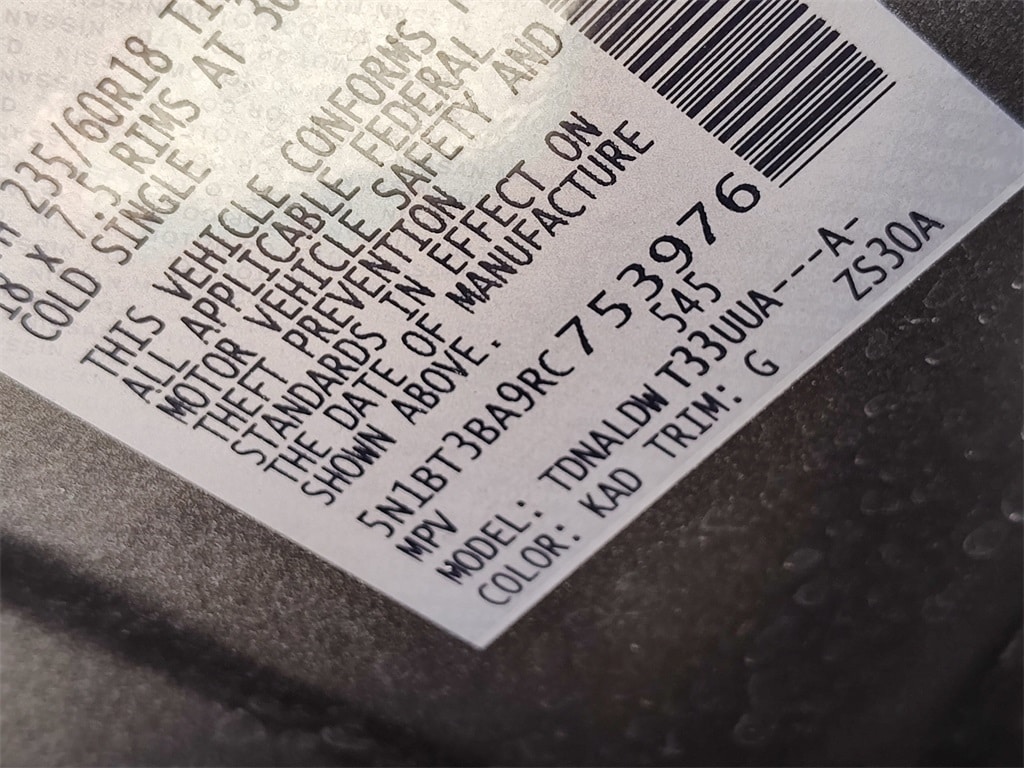 235/60R18
18 x 7.5 RIMS AT
COLD SINGLE
THIS VEHICLE CONFORMS
ALL APPLICABLE FEDERAL
MOTOR VEHICLE SAFETY AND
THEFT PREVENTION
STANDARDS IN EFFECT ON
THE DATE OF MANUFACTURE
SHOWN ABOVE.
5N1BT3BA9RC753976
MPV 545
MODEL: TDNALDW T33UUA---A-
COLOR: KAD TRIM: G ZS30A